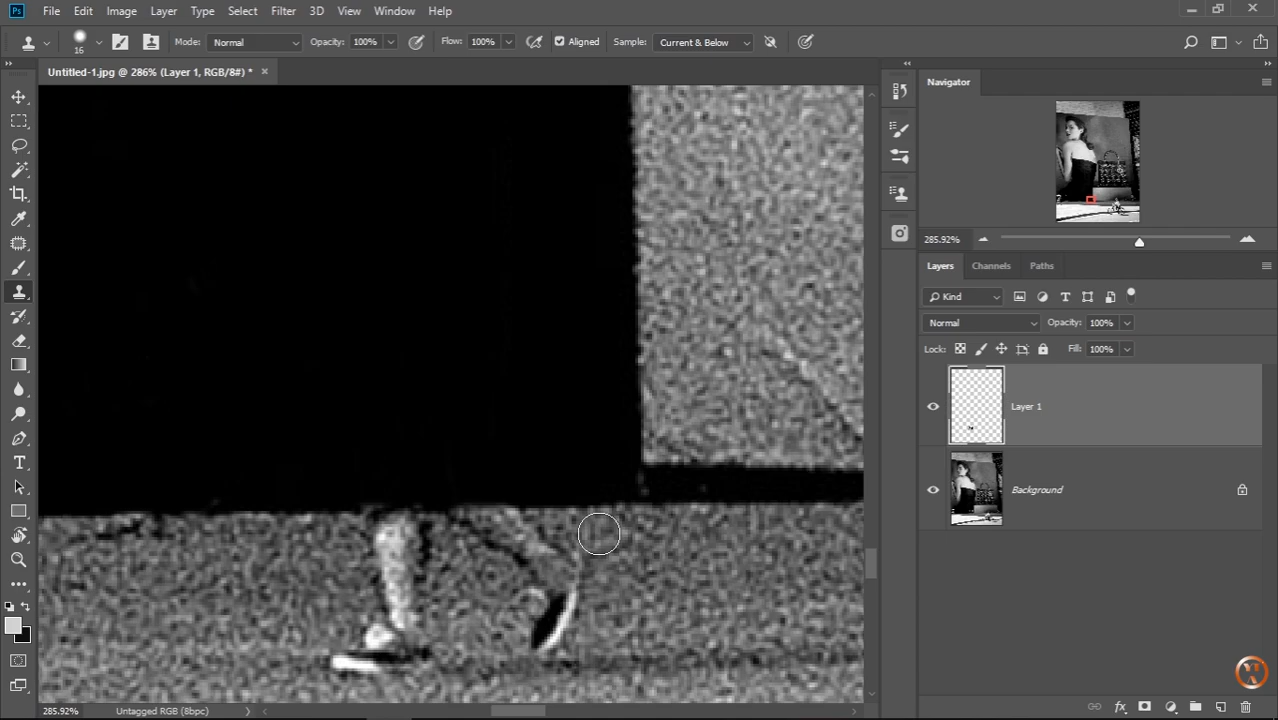 Ps File Edit Image Layer Type Select Filter 3D View Window Help
16 Mode: Normal Opacity: 100% Flow: 100% Aligned Sample: Current & Below
Untitled-1.jpg @ 286% (Layer 1, RGB/8#) * ×
Navigator
285.92%
Layers Channels Paths
Kind
Normal Opacity: 100%
Lock: Fill: 100%
Layer 1
Background
285.92% Untagged RGB (8bpc)